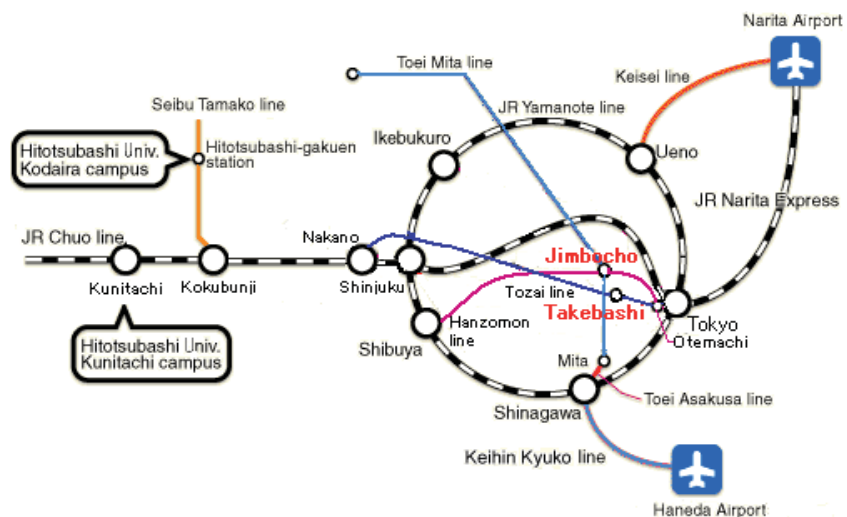 Narita Airport
Toei Mita line
Keisei line
Seibu Tamako line
JR Yamanote line
Ikebukuro
Hitotsubashi Univ.
Kodaira campus
Hitotsubashi-gakuen
station
Ueno
JR Narita Express
JR Chuo line
Nakano
Jimbocho
Kunitachi
Kokubunji
Shinjuku
Tozai line
Takebashi
Tokyo
Hanzomon
line
Otemachi
Hitotsubashi Univ.
Kunitachi campus
Shibuya
Mita
Shinagawa
Toei Asakusa line
Keihin Kyuko line
Haneda Airport